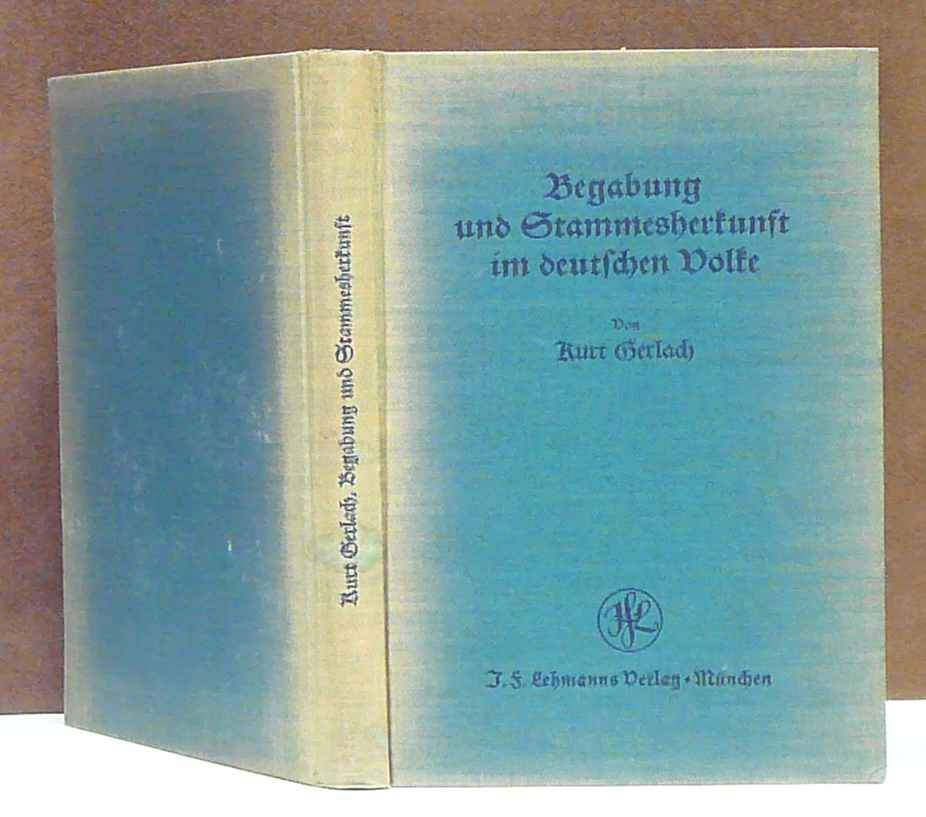 Kurt Gerlach, Begabung und Stammesherkunft
Begabung
und Stammesherkunft
im deutschen Volke
Von
Kurt Gerlach
JFL
J. F. Lehmanns Verlag • München